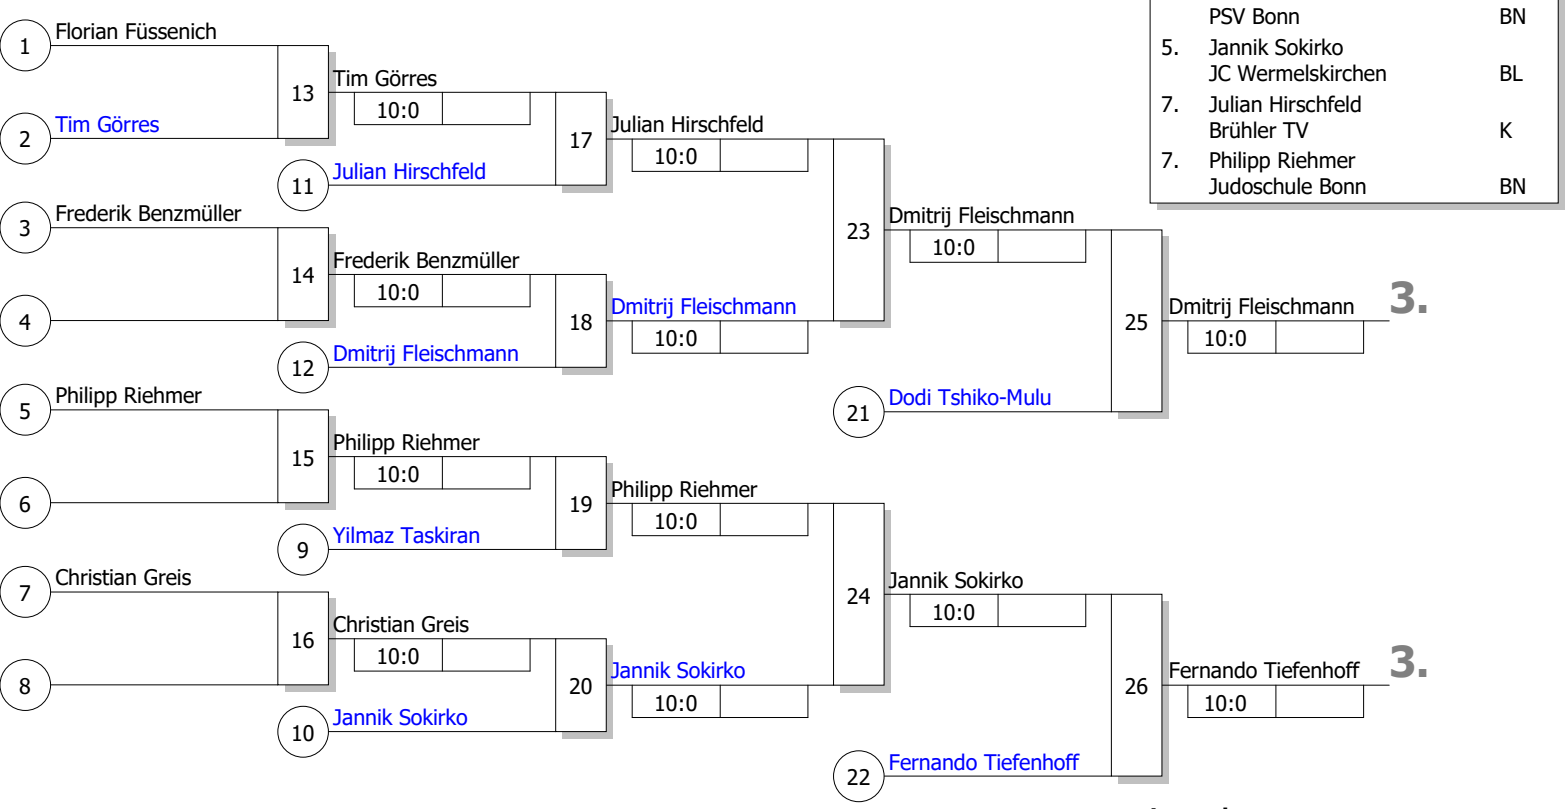 PSV Bonn BN
5. Jannik Sokirko
JC Wermelskirchen BL
7. Julian Hirschfeld
Brühler TV K
7. Philipp Riehmer
Judoschule Bonn BN
1 Florian Füssenich
13 Tim Görres
10:0
2 Tim Görres
17 Julian Hirschfeld
10:0
11 Julian Hirschfeld
3 Frederik Benzmüller
23 Dmitrij Fleischmann
10:0
14 Frederik Benzmüller
10:0
4
18 Dmitrij Fleischmann
10:0
12 Dmitrij Fleischmann
25 Dmitrij Fleischmann 3.
10:0
5 Philipp Riehmer
21 Dodi Tshiko-Mulu
15 Philipp Riehmer
10:0
6
19 Philipp Riehmer
10:0
9 Yilmaz Taskiran
7 Christian Greis
24 Jannik Sokirko
10:0
16 Christian Greis
10:0
8
20 Jannik Sokirko
10:0
10 Jannik Sokirko
26 Fernando Tiefenhoff 3.
10:0
22 Fernando Tiefenhoff